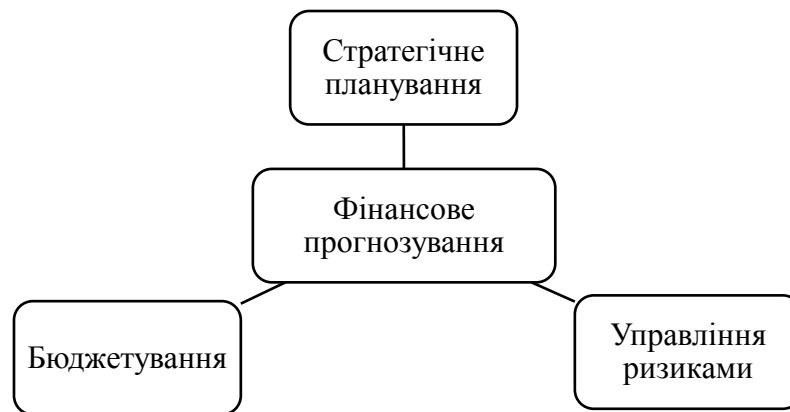 Стратегічне
планування
Фінансове
прогнозування
Бюджетування
Управління
ризиками